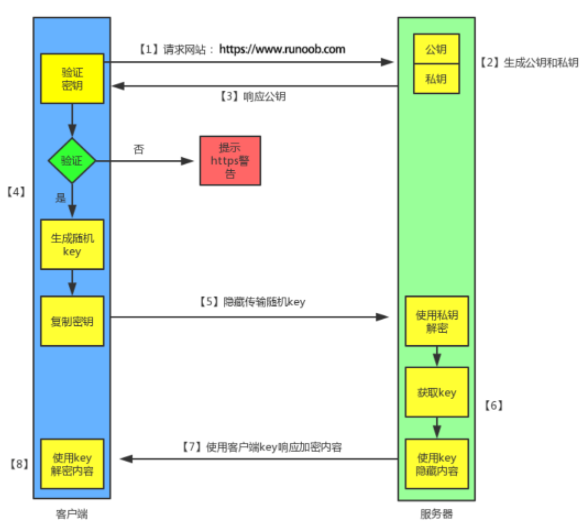 【1】请求网站： https://www.runoob.com
公钥
私钥
【2】生成公钥和私钥
验证
密钥
【3】响应公钥
验证
否
提示
https警
告
【4】
是
生成随机
key
复制密钥
【5】隐藏传输随机key
使用私钥
解密
获取key
【6】
【7】使用客户端key响应加密内容
使用key
隐藏内容
【8】
使用key
解密内容
客户端
服务器